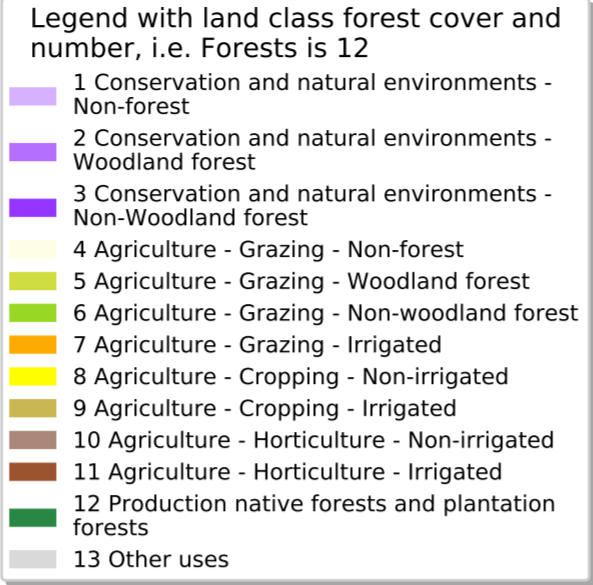 Legend with land class forest cover and
number, i.e. Forests is 12
1 Conservation and natural environments -
Non-forest
2 Conservation and natural environments -
Woodland forest
3 Conservation and natural environments -
Non-Woodland forest
4 Agriculture - Grazing - Non-forest
5 Agriculture - Grazing - Woodland forest
6 Agriculture - Grazing - Non-woodland forest
7 Agriculture - Grazing - Irrigated
8 Agriculture - Cropping - Non-irrigated
9 Agriculture - Cropping - Irrigated
10 Agriculture - Horticulture - Non-irrigated
11 Agriculture - Horticulture - Irrigated
12 Production native forests and plantation
forests
13 Other uses